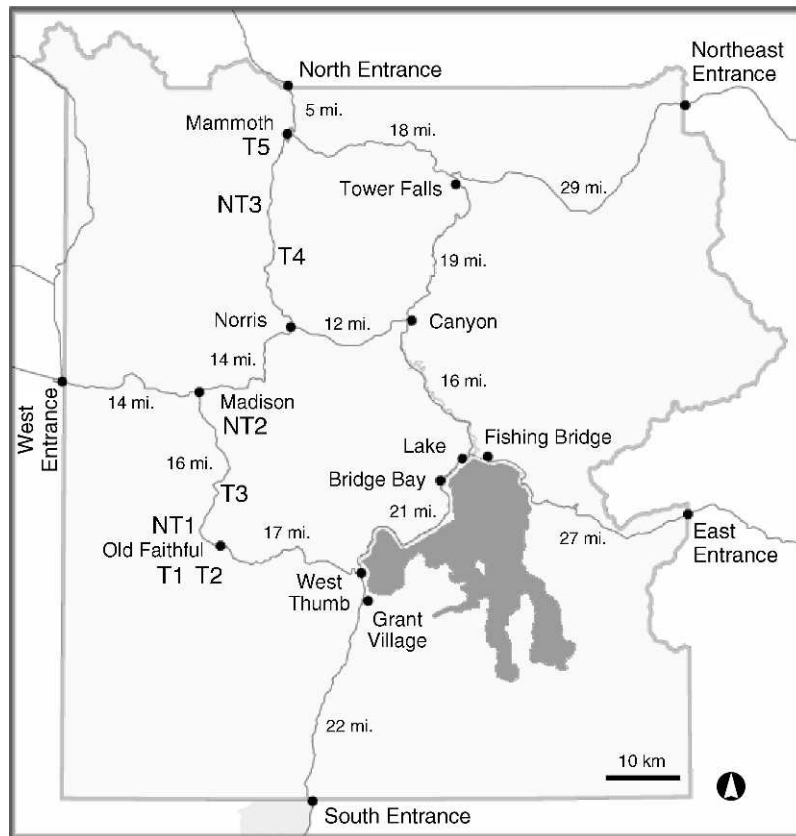 North Entrance
Northeast
Entrance
5 mi.
Mammoth
18 mi.
T5
Tower Falls
29 mi.
NT3
T4
19 mi.
Norris
12 mi.
Canyon
14 mi.
16 mi.
West
Entrance
14 mi.
Madison
NT2
Lake
Fishing Bridge
16 mi.
Bridge Bay
T3
21 mi.
NT1
17 mi.
Old Faithful
27 mi.
East
Entrance
T1 T2
West
Thumb
Grant
Village
22 mi.
10 km
South Entrance